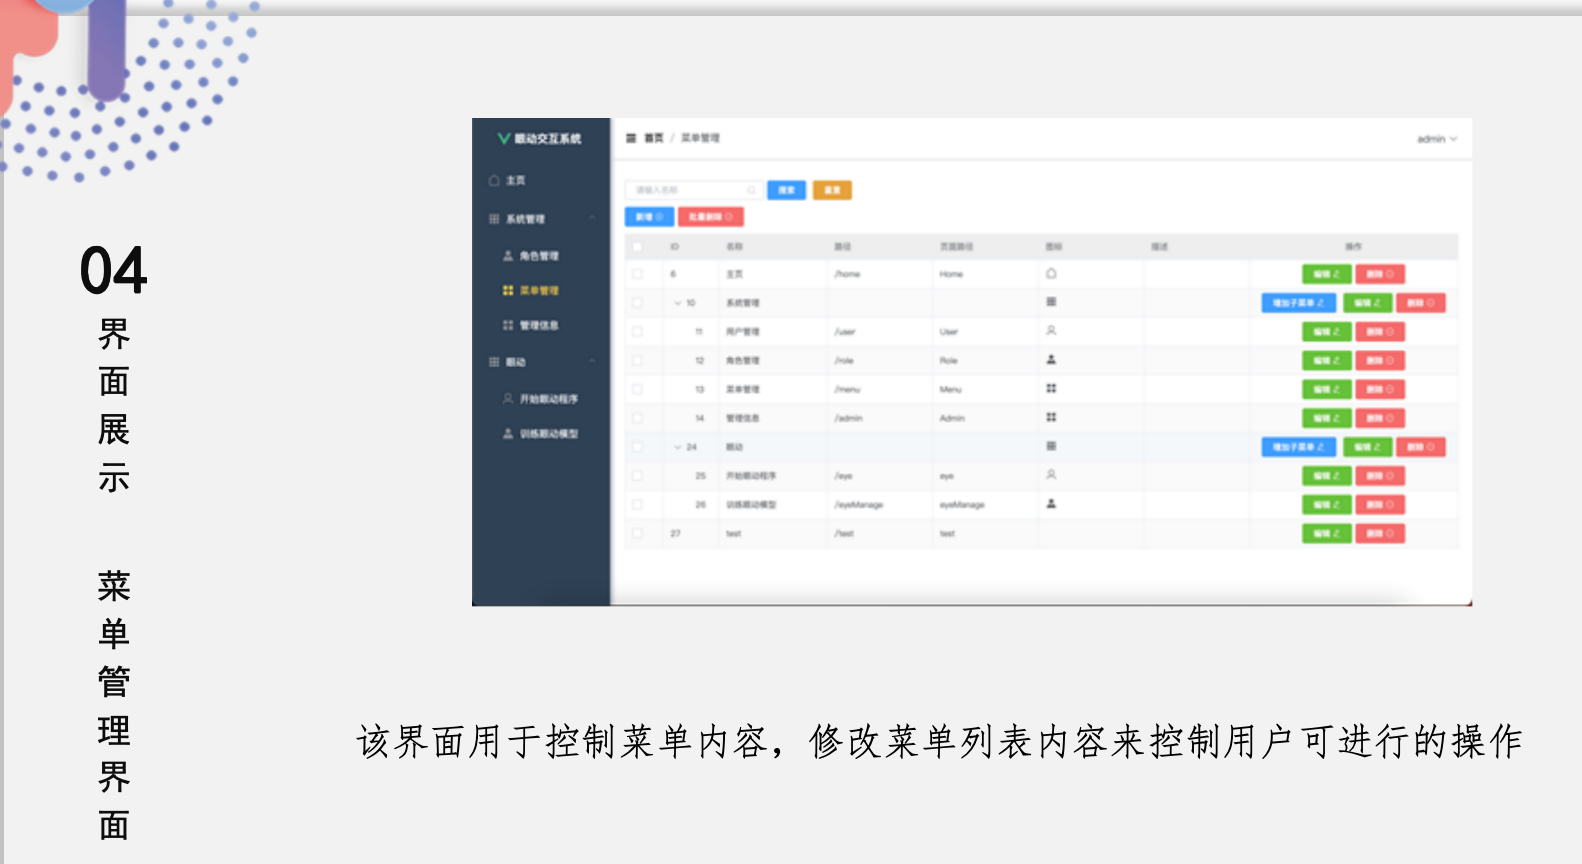 04
界面展示
菜单管理界面
眼动交互系统
首页 / 菜单管理
admin
主页
系统管理
角色管理
菜单管理
管理信息
眼动
开始眼动程序
训练眼动模型
请输入名称 搜索 重置
新增 批量删除
ID 名称 路径 页面路径 图标 描述 操作
6 主页 /home Home 编辑 删除
10 系统管理 增加子菜单 编辑 删除
11 用户管理 /user User 编辑 删除
12 角色管理 /role Role 编辑 删除
13 菜单管理 /menu Menu 编辑 删除
14 管理信息 /admin Admin 编辑 删除
24 眼动 增加子菜单 编辑 删除
25 开始眼动程序 /eye eye 编辑 删除
26 训练眼动模型 /eyeManage eyeManage 编辑 删除
27 test /test test 编辑 删除
该界面用于控制菜单内容，修改菜单列表内容来控制用户可进行的操作